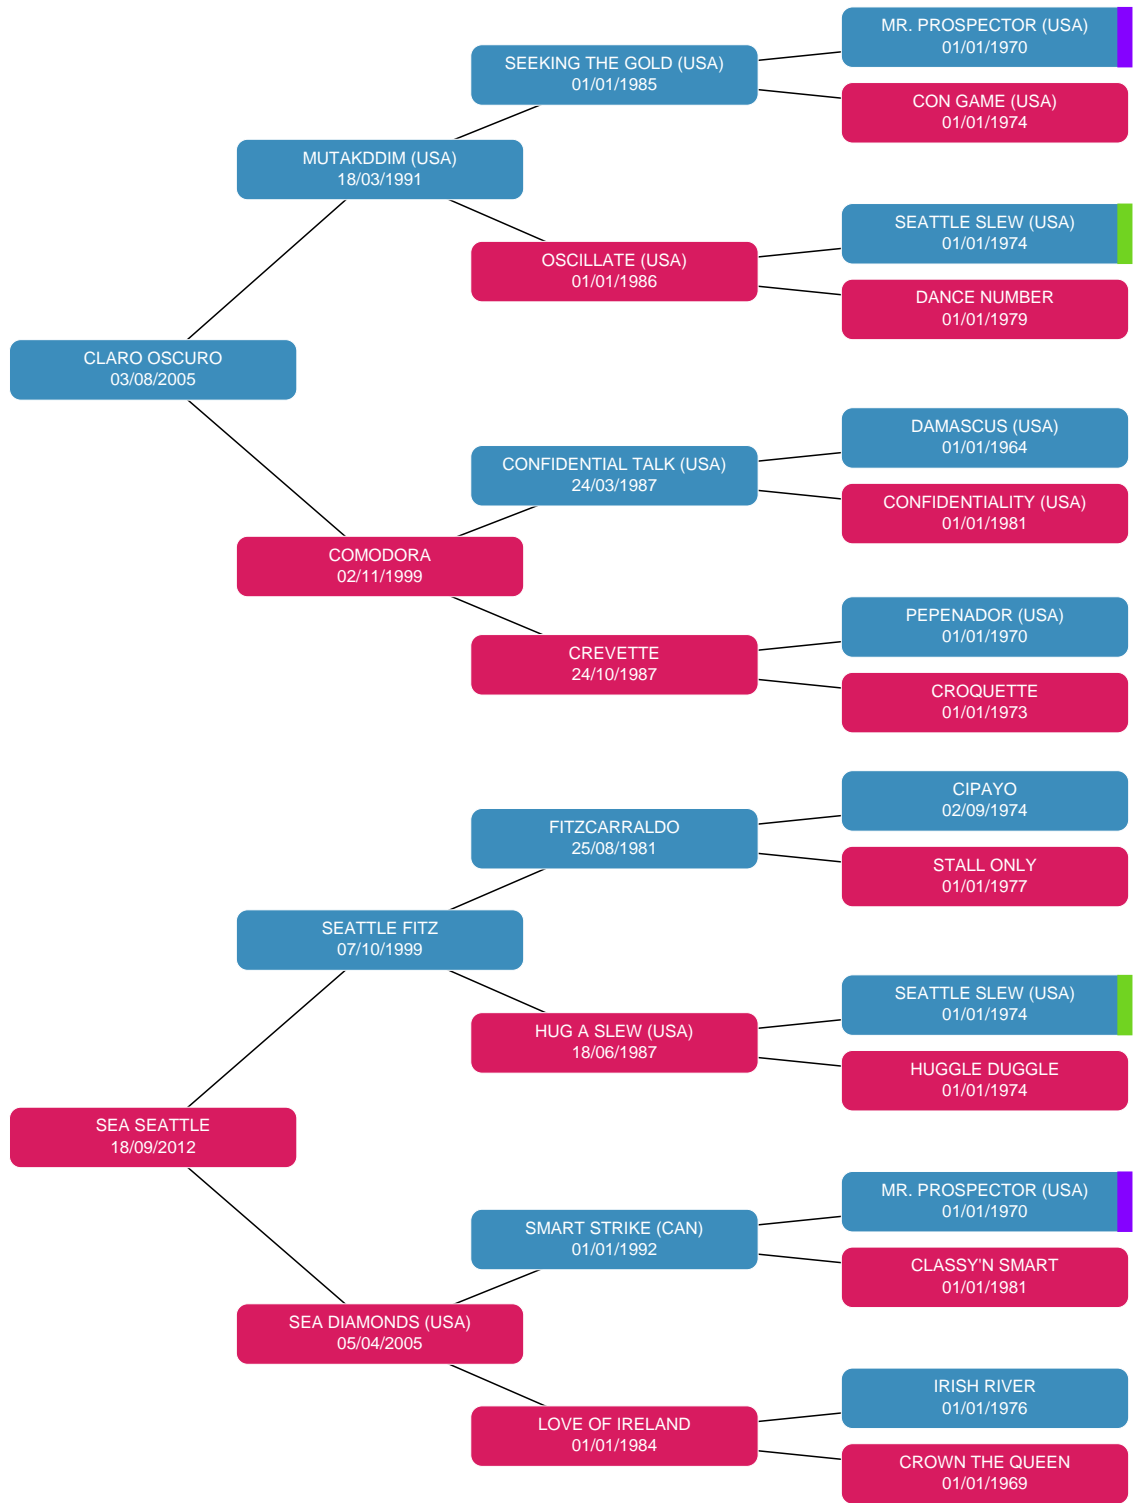 MR. PROSPECTOR (USA)
01/01/1970
SEEKING THE GOLD (USA)
01/01/1985
CON GAME (USA)
01/01/1974
MUTAKDDIM (USA)
18/03/1991
SEATTLE SLEW (USA)
01/01/1974
OSCILLATE (USA)
01/01/1986
DANCE NUMBER
01/01/1979
CLARO OSCURO
03/08/2005
DAMASCUS (USA)
01/01/1964
CONFIDENTIAL TALK (USA)
24/03/1987
CONFIDENTIALITY (USA)
01/01/1981
COMODORA
02/11/1999
PEPENADOR (USA)
01/01/1970
CREVETTE
24/10/1987
CROQUETTE
01/01/1973
CIPAYO
02/09/1974
FITZCARRALDO
25/08/1981
STALL ONLY
01/01/1977
SEATTLE FITZ
07/10/1999
SEATTLE SLEW (USA)
01/01/1974
HUG A SLEW (USA)
18/06/1987
HUGGLE DUGGLE
01/01/1974
SEA SEATTLE
18/09/2012
MR. PROSPECTOR (USA)
01/01/1970
SMART STRIKE (CAN)
01/01/1992
CLASSY'N SMART
01/01/1981
SEA DIAMONDS (USA)
05/04/2005
IRISH RIVER
01/01/1976
LOVE OF IRELAND
01/01/1984
CROWN THE QUEEN
01/01/1969